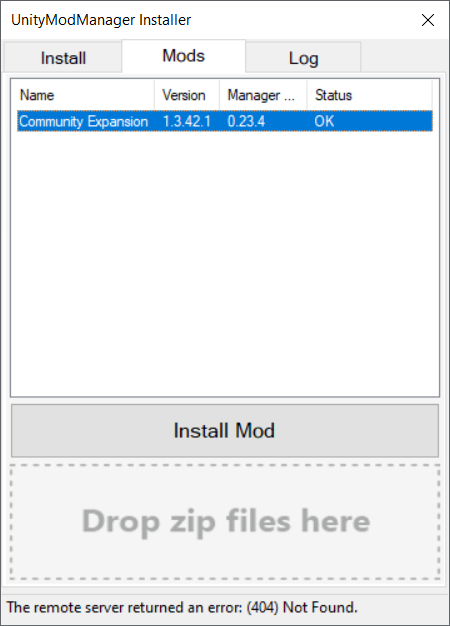 UnityModManager Installer
Install Mods Log
Name Version Manager ... Status
Community Expansion 1.3.42.1 0.23.4 OK
Install Mod
Drop zip files here
The remote server returned an error: (404) Not Found.